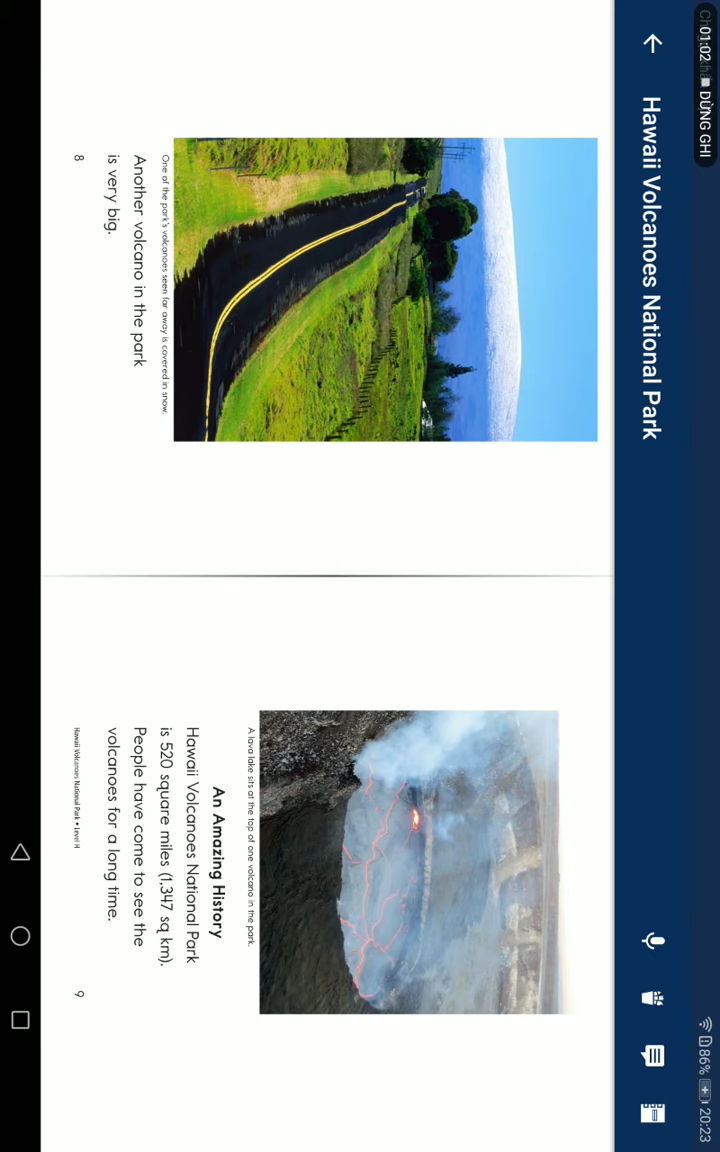 01:02 DỪNG GHI
86% 20:23
Hawaii Volcanoes National Park
One of the park's volcanoes seen far away is covered in snow.
Another volcano in the park
is very big.
8
A lava lake sits at the top of one volcano in the park.
An Amazing History
Hawaii Volcanoes National Park
is 520 square miles (1,347 sq km).
People have come to see the
volcanoes for a long time.
Hawaii Volcanoes National Park • Level H
9